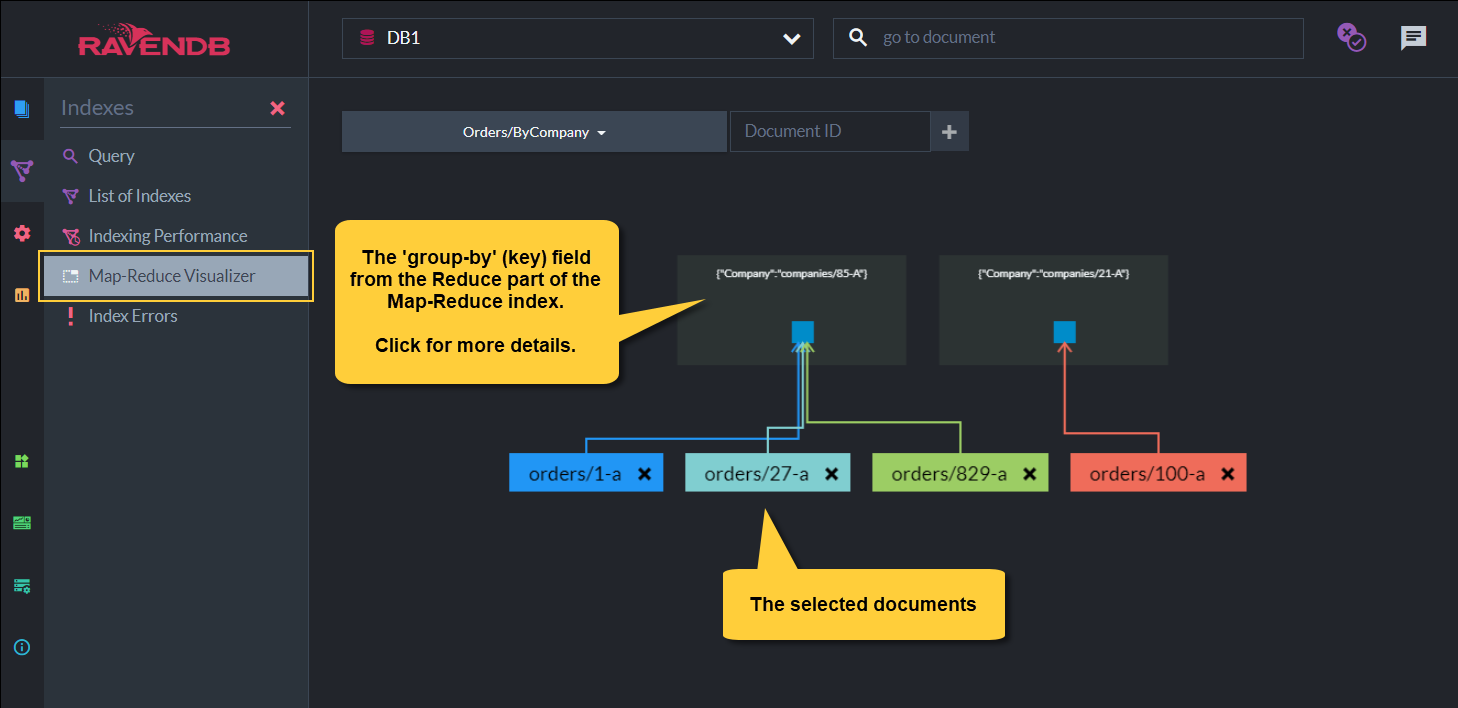 RAVENDB
DB1
go to document
Indexes
Query
List of Indexes
Indexing Performance
Map-Reduce Visualizer
Index Errors
Orders/ByCompany
Document ID
The 'group-by' (key) field
from the Reduce part of the
Map-Reduce index.
Click for more details.
{"Company":"companies/85-A"}
{"Company":"companies/21-A"}
orders/1-a
orders/27-a
orders/829-a
orders/100-a
The selected documents